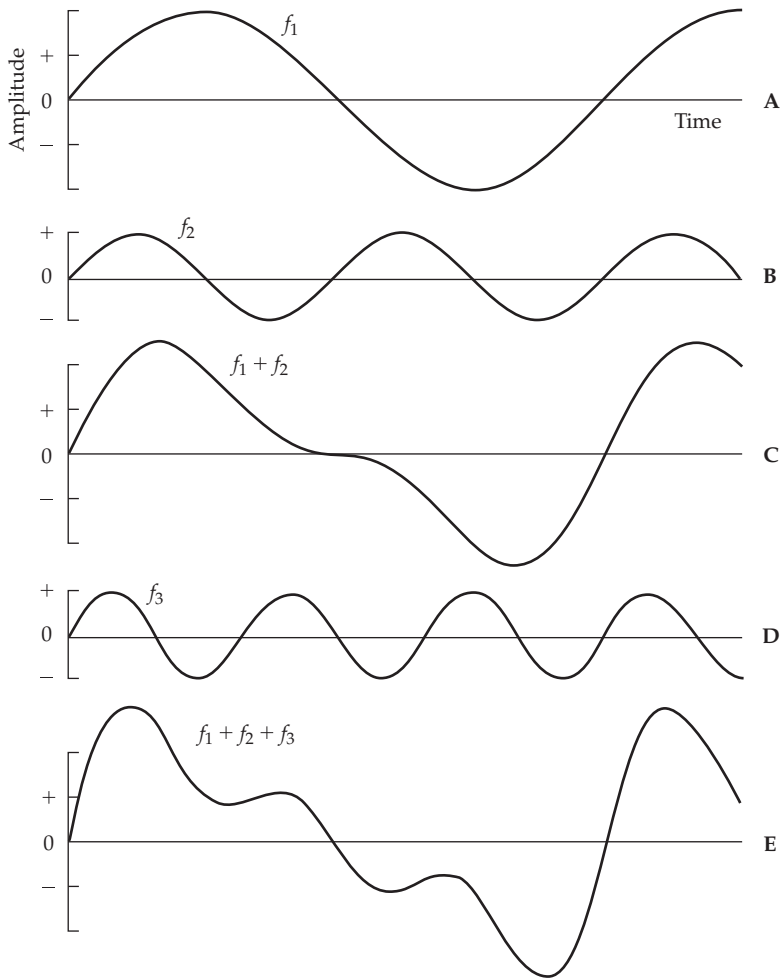 f1
+
Amplitude
0
A
Time
−
f2
+
0
B
−
f1 + f2
+
0
C
−
f3
+
0
D
−
f1 + f2 + f3
+
0
E
−